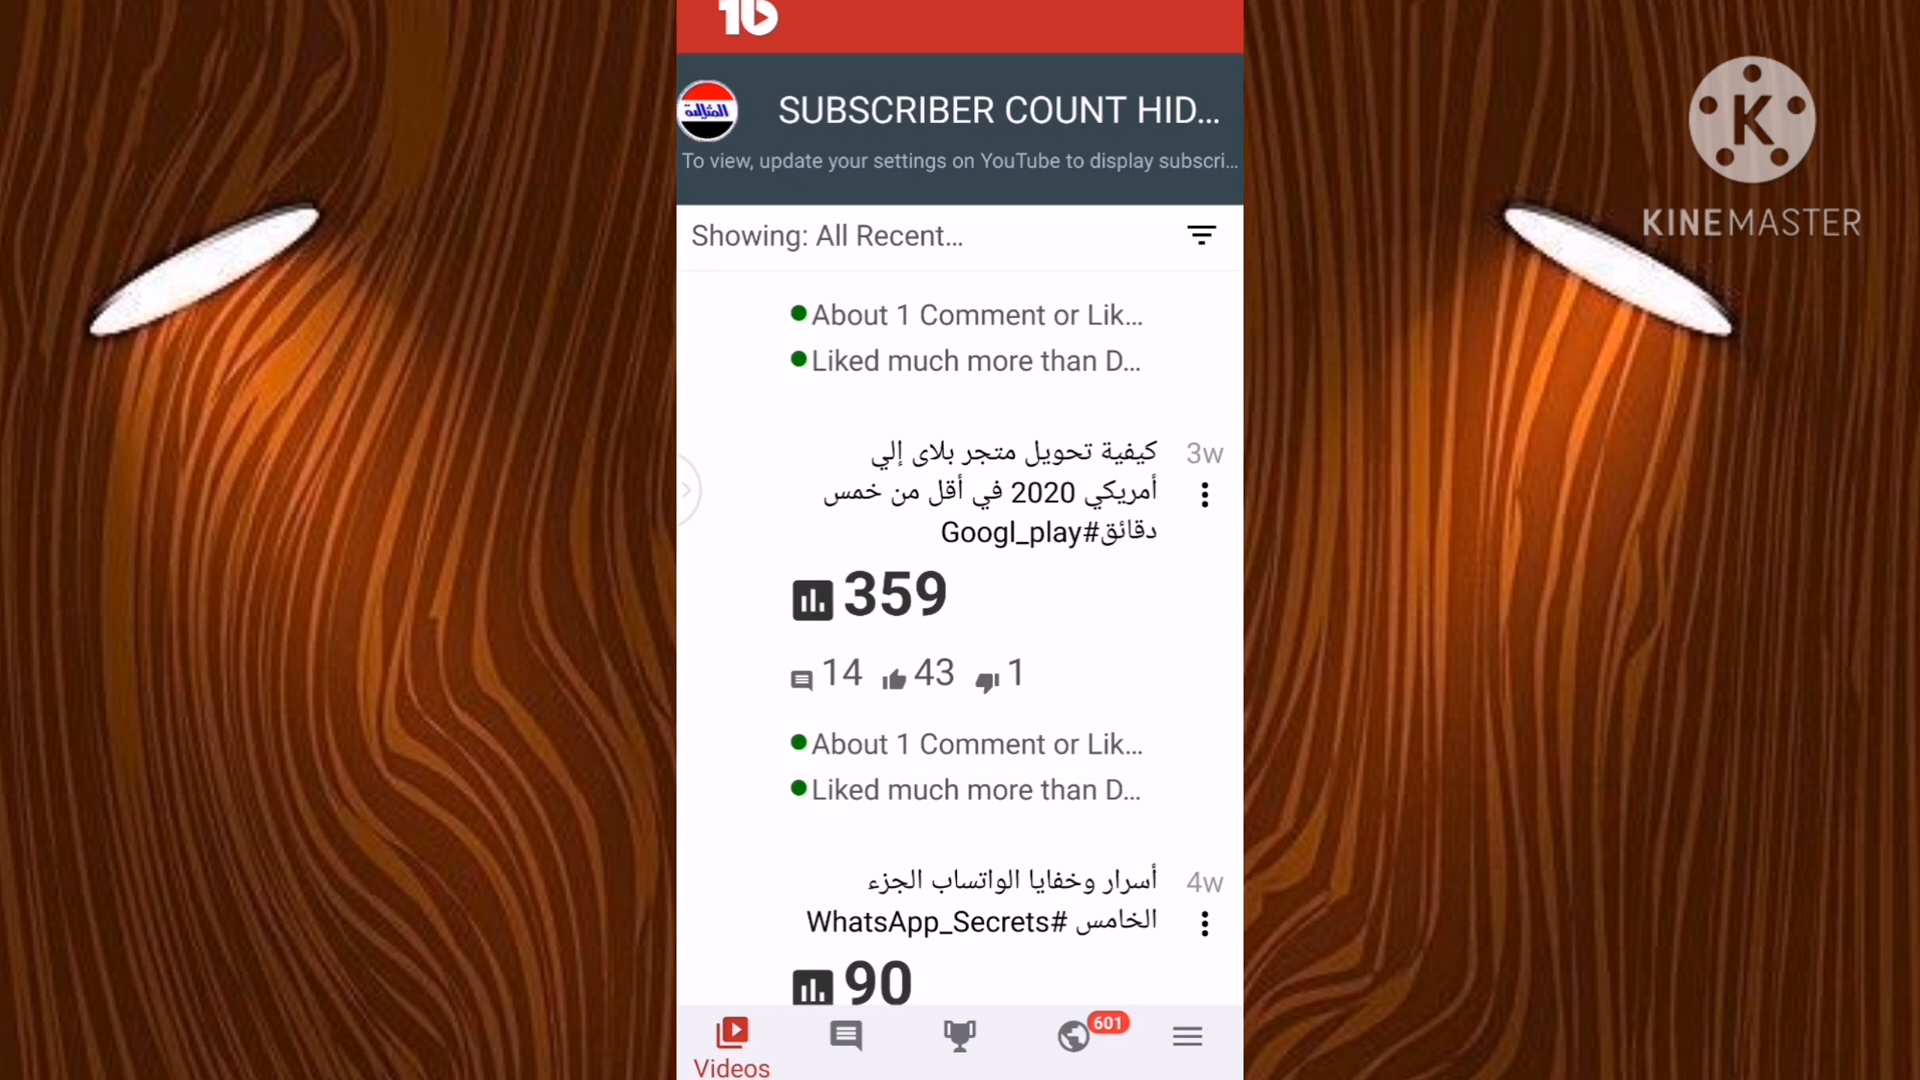 المثالية
SUBSCRIBER COUNT HID...
To view, update your settings on YouTube to display subscri...
K
KINEMASTER
Showing: All Recent...
About 1 Comment or Lik...
Liked much more than D...
كيفية تحويل متجر بلاى إلي
3w
أمريكي 2020 في أقل من خمس
دقائق#Googl_play
359
14 43 1
About 1 Comment or Lik...
Liked much more than D...
أسرار وخفايا الواتساب الجزء
4w
الخامس #WhatsApp_Secrets
90
601
Videos